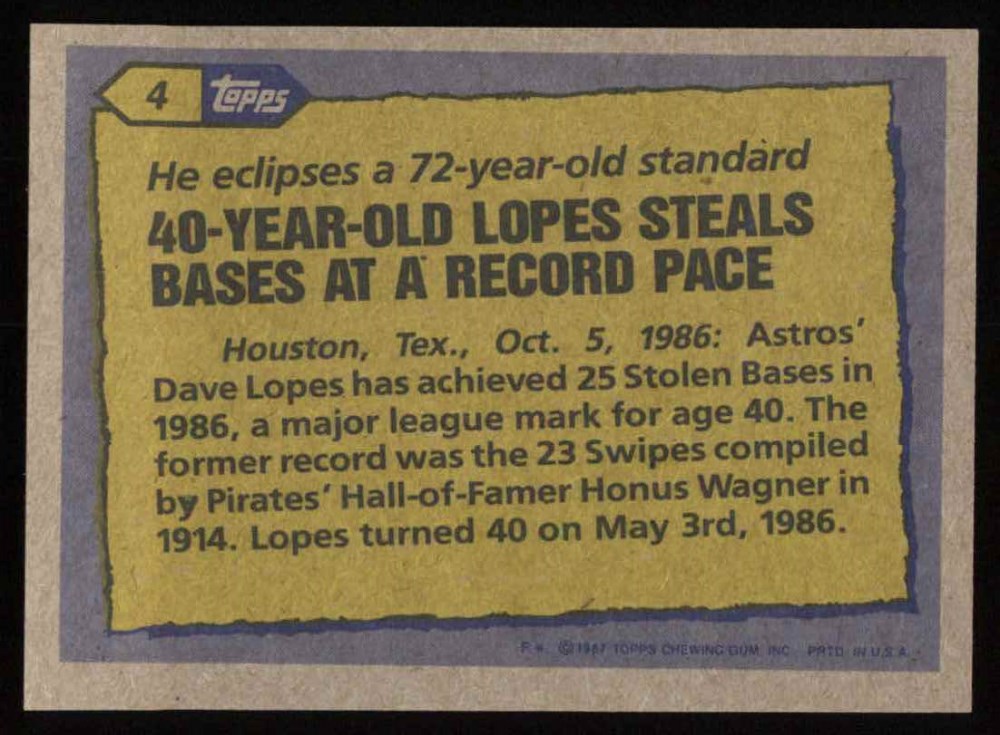 4 topps
He eclipses a 72-year-old standard
40-YEAR-OLD LOPES STEALS
BASES AT A RECORD PACE
Houston, Tex., Oct. 5, 1986: Astros'
Dave Lopes has achieved 25 Stolen Bases in
1986, a major league mark for age 40. The
former record was the 23 Swipes compiled
by Pirates' Hall-of-Famer Honus Wagner in
1914. Lopes turned 40 on May 3rd, 1986.
©1987 TOPPS CHEWING GUM, INC. PRTD. IN U.S.A.